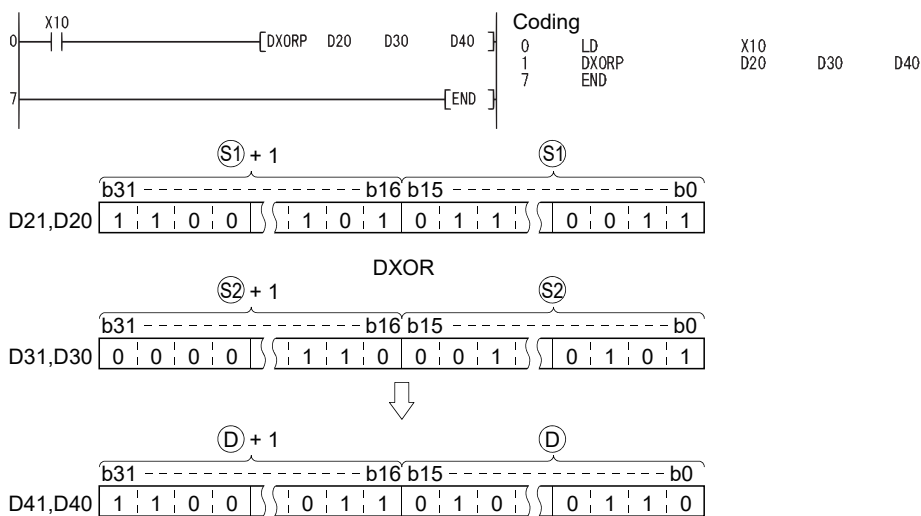 X10
0 [DXORP D20 D30 D40 ]
7 [END ]
Coding
0 LD X10
1 DXORP D20 D30 D40
7 END
S1 + 1 S1
b31 b16 b15 b0
D21,D20 1 1 0 0 1 0 1 0 1 1 0 0 1 1
DXOR
S2 + 1 S2
b31 b16 b15 b0
D31,D30 0 0 0 0 1 1 0 0 0 1 0 1 0 1
D + 1 D
b31 b16 b15 b0
D41,D40 1 1 0 0 0 1 1 0 1 0 0 1 1 0